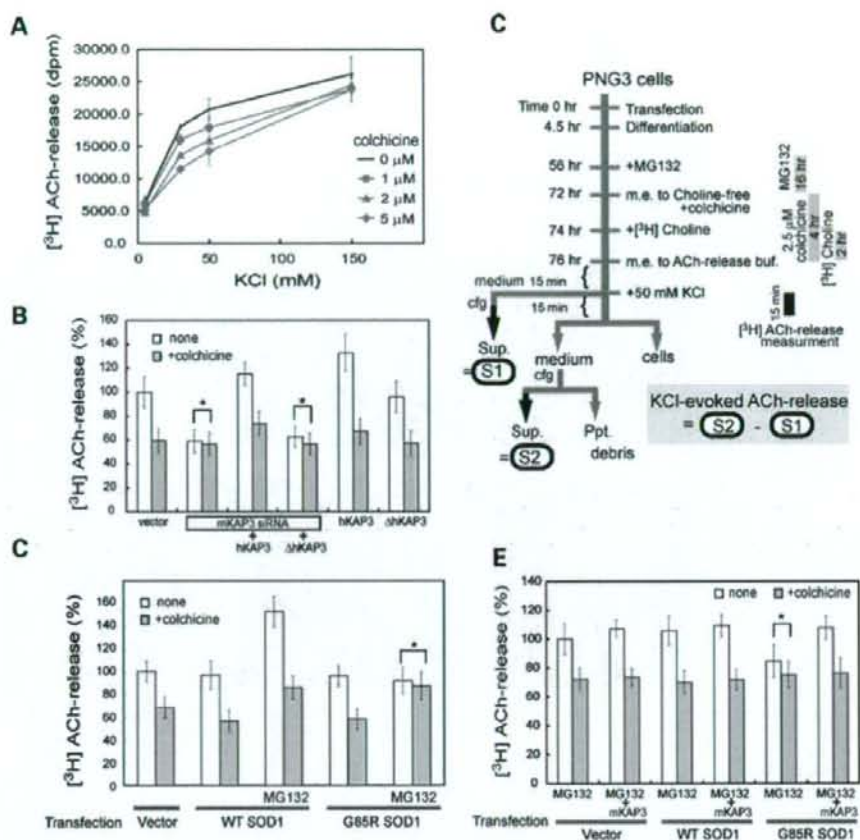 A
[³H] ACh-release (dpm)
30000.0
25000.0
20000.0
15000.0
10000.0
5000.0
0.0
0
50
100
150
KCl (mM)
colchicine
0 µM
1 µM
2 µM
5 µM
C
PNG3 cells
Time 0 hr
Transfection
4.5 hr
Differentiation
56 hr
+MG132
72 hr
m.e. to Choline-free
+colchicine
74 hr
+[³H] Choline
76 hr
m.e. to ACh-release buf.
medium
15 min
+50 mM KCl
cfg
15 min
Sup.
= S1
medium
cells
cfg
Sup.
= S2
Ppt.
debris
KCl-evoked ACh-release
= S2 - S1
MG132
16 hr
2.5 µM
colchicine
4 hr
[³H] Choline
2 hr
15 min
[³H] ACh-release
measurment
B
[³H] ACh-release (%)
160
140
120
100
80
60
40
20
0
none
+colchicine
*
*
vector
mKAP3 siRNA
+
hKAP3
+
ΔhKAP3
hKAP3
ΔhKAP3
C
[³H] ACh-release (%)
160
140
120
100
80
60
40
20
0
none
+colchicine
*
MG132
MG132
Transfection
Vector
WT SOD1
G85R SOD1
E
[³H] ACh-release (%)
140
120
100
80
60
40
20
0
none
+colchicine
*
MG132
MG132
+
mKAP3
MG132
MG132
+
mKAP3
MG132
MG132
+
mKAP3
Transfection
Vector
WT SOD1
G85R SOD1